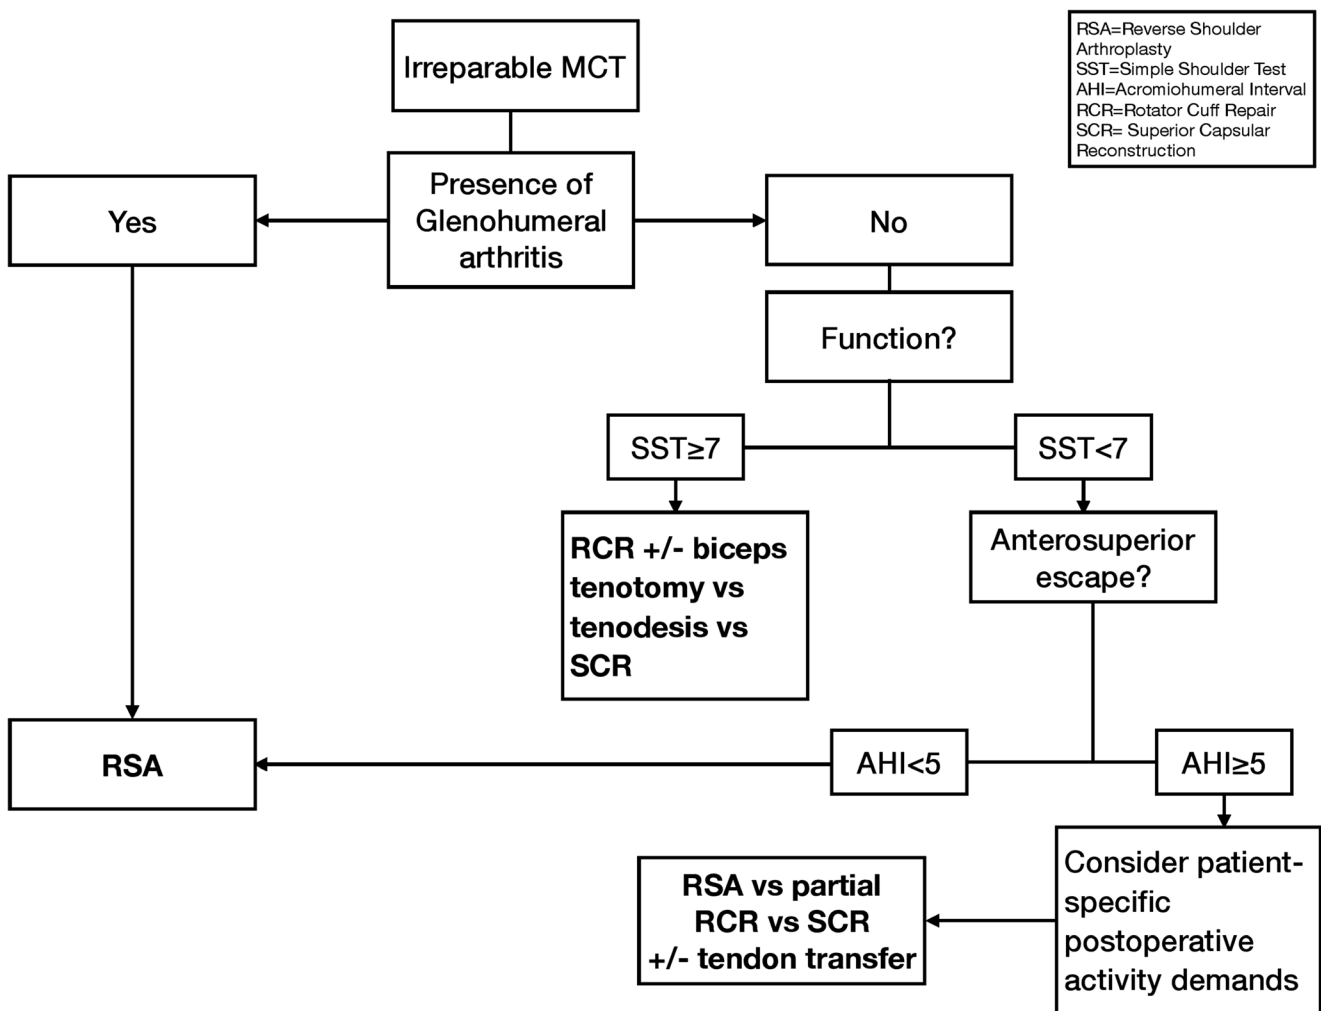 Irreparable MCT
RSA=Reverse Shoulder
Arthroplasty
SST=Simple Shoulder Test
AHI=Acromiohumeral Interval
RCR=Rotator Cuff Repair
SCR= Superior Capsular
Reconstruction
Yes
Presence of
Glenohumeral
arthritis
No
Function?
SST≥7
SST<7
RCR +/- biceps
tenotomy vs
tenodesis vs
SCR
Anterosuperior
escape?
RSA
AHI<5
AHI≥5
RSA vs partial
RCR vs SCR
+/- tendon transfer
Consider patient-
specific
postoperative
activity demands